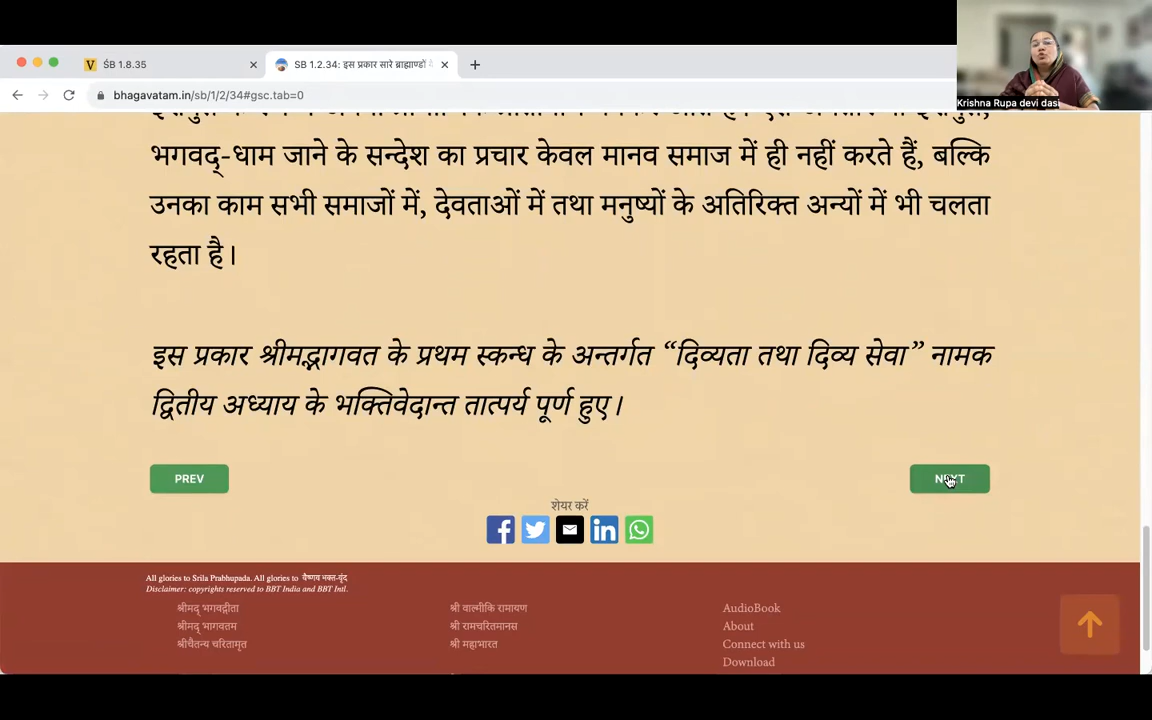 ŚB 1.8.35
SB 1.2.34: इस प्रकार सारे ब्राह्माण्डों
bhagavatam.in/sb/1/2/34#gsc.tab=0
Krishna Rupa devi dasi
भगवद्-धाम जाने के सन्देश का प्रचार केवल मानव समाज में ही नहीं करते हैं, बल्कि
उनका काम सभी समाजों में, देवताओं में तथा मनुष्यों के अतिरिक्त अन्यों में भी चलता
रहता है।
इस प्रकार श्रीमद्भागवत के प्रथम स्कन्ध के अन्तर्गत “दिव्यता तथा दिव्य सेवा” नामक
द्वितीय अध्याय के भक्तिवेदान्त तात्पर्य पूर्ण हुए।
PREV
NEXT
शेयर करें
All glories to Srila Prabhupada. All glories to वैष्णव भक्त-वृंद
Disclaimer: copyrights reserved to BBT India and BBT Intl.
श्रीमद् भगवद्गीता
श्री वाल्मीकि रामायण
AudioBook
श्रीमद् भागवतम
श्री रामचरितमानस
About
श्रीचैतन्य चरितामृत
श्री महाभारत
Connect with us
Download